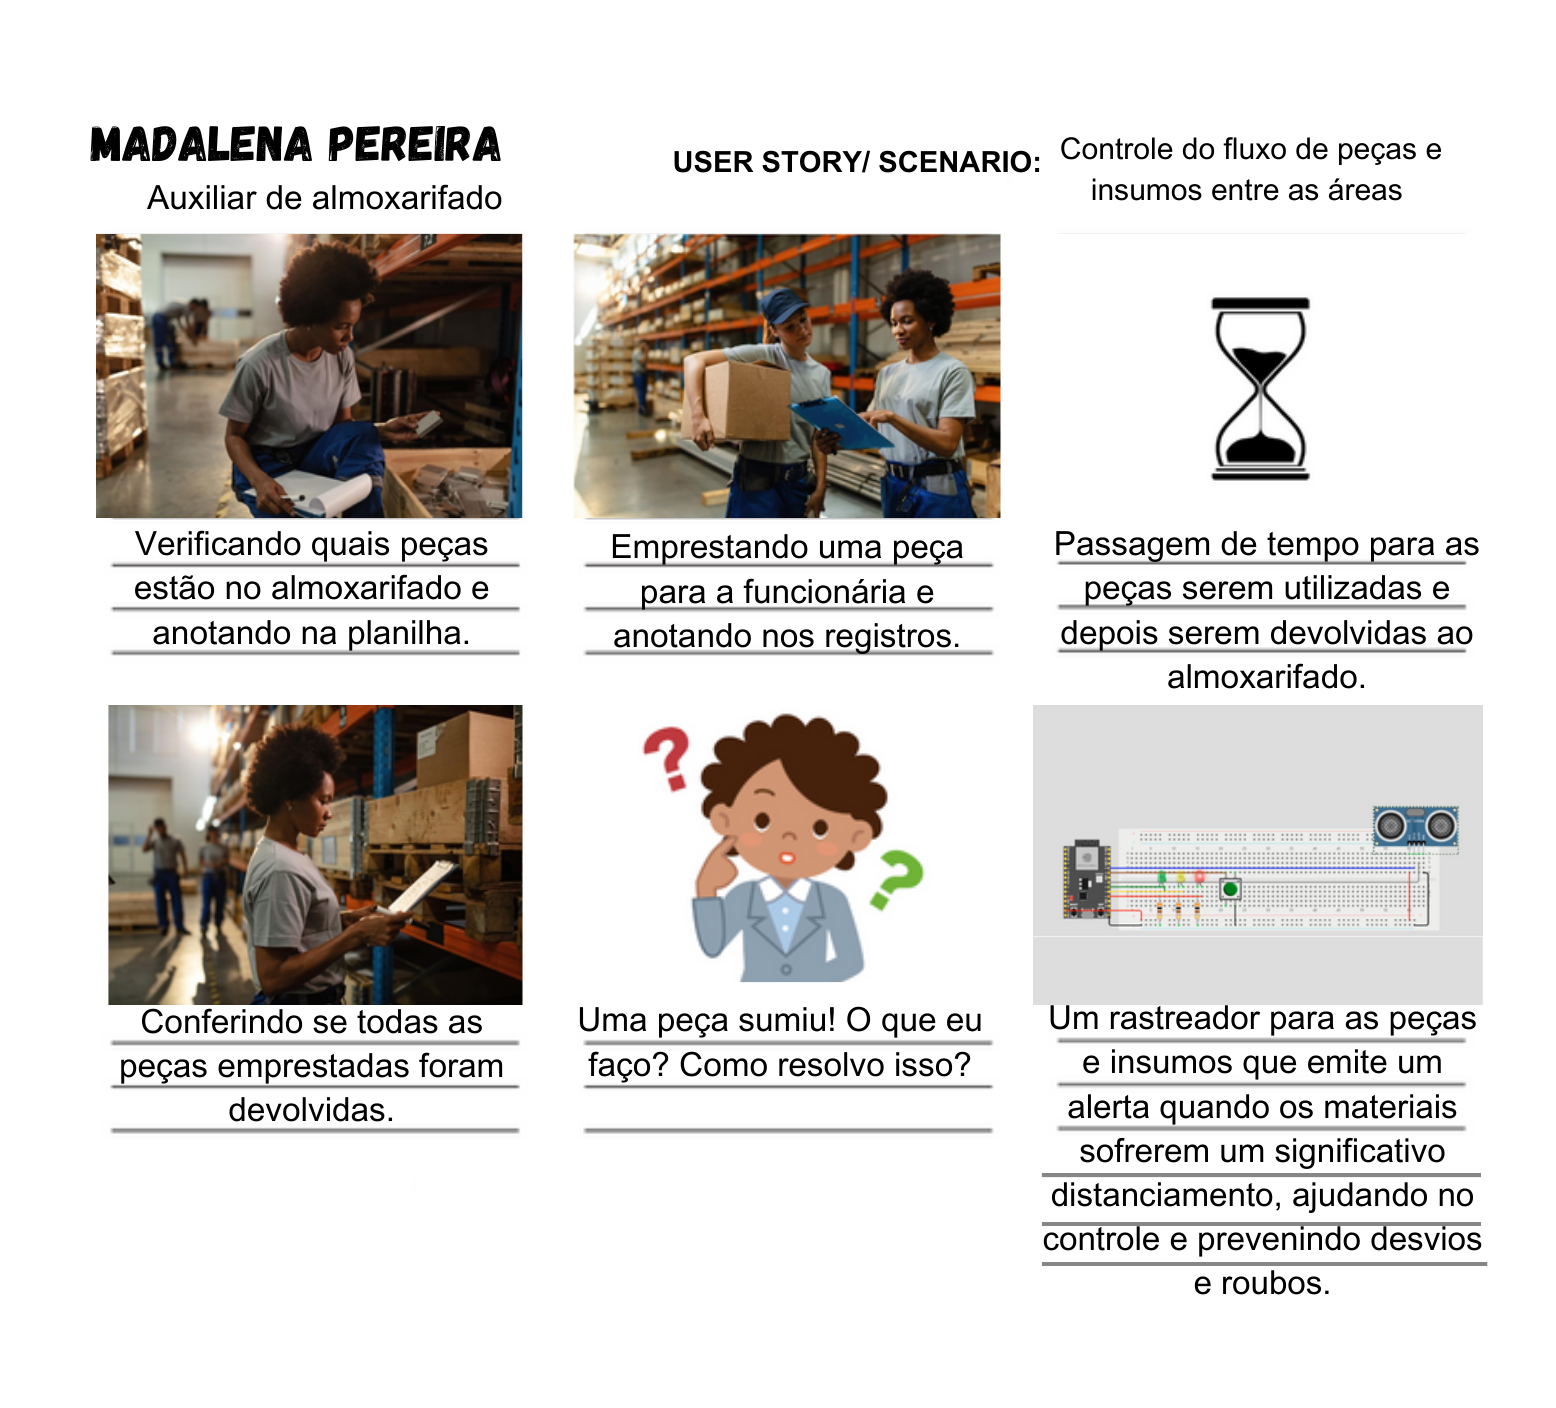 MADALENA PEREIRA
Auxiliar de almoxarifado
USER STORY/ SCENARIO:
Controle do fluxo de peças e
insumos entre as áreas
Verificando quais peças
estão no almoxarifado e
anotando na planilha.
Emprestando uma peça
para a funcionária e
anotando nos registros.
Passagem de tempo para as
peças serem utilizadas e
depois serem devolvidas ao
almoxarifado.
Conferindo se todas as
peças emprestadas foram
devolvidas.
? ?
Uma peça sumiu! O que eu
faço? Como resolvo isso?
Um rastreador para as peças
e insumos que emite um
alerta quando os materiais
sofrerem um significativo
distanciamento, ajudando no
controle e prevenindo desvios
e roubos.